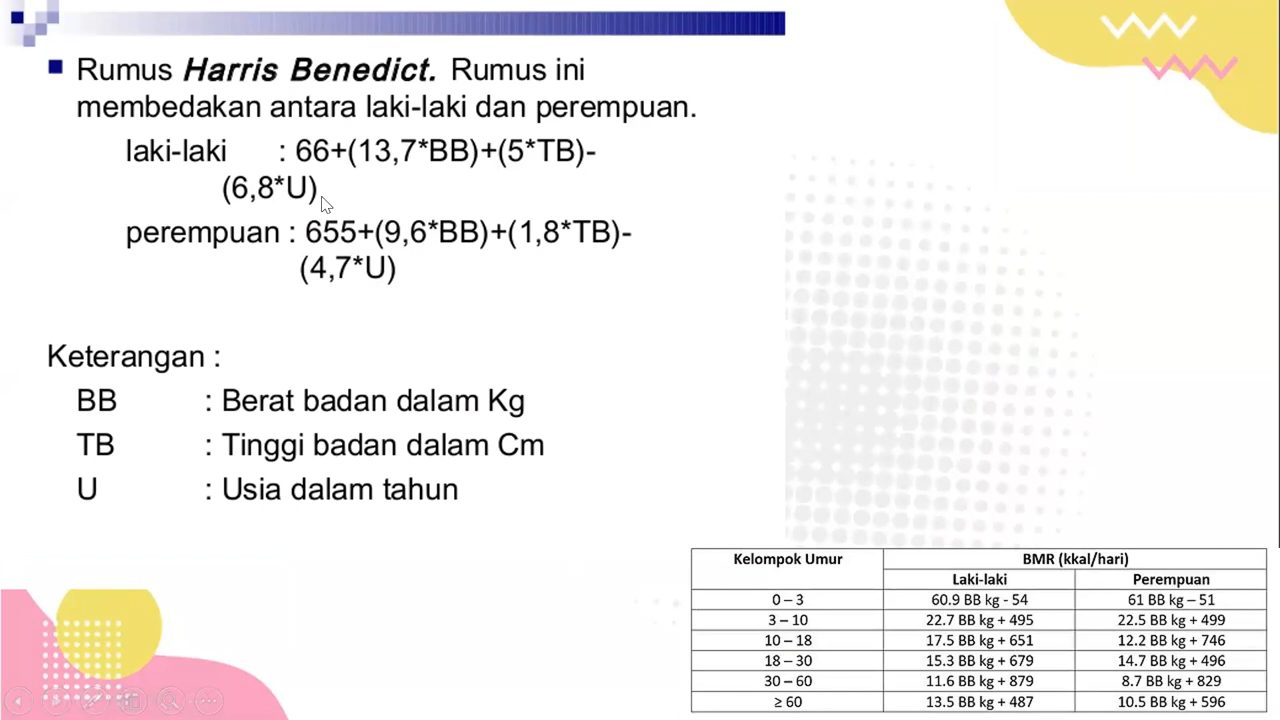 Rumus Harris Benedict. Rumus ini
membedakan antara laki-laki dan perempuan.
laki-laki : 66+(13,7*BB)+(5*TB)-
(6,8*U)
perempuan : 655+(9,6*BB)+(1,8*TB)-
(4,7*U)
Keterangan :
BB : Berat badan dalam Kg
TB : Tinggi badan dalam Cm
U : Usia dalam tahun
Kelompok Umur BMR (kkal/hari)
Laki-laki Perempuan
0 – 3 60.9 BB kg - 54 61 BB kg – 51
3 – 10 22.7 BB kg + 495 22.5 BB kg + 499
10 – 18 17.5 BB kg + 651 12.2 BB kg + 746
18 – 30 15.3 BB kg + 679 14.7 BB kg + 496
30 – 60 11.6 BB kg + 879 8.7 BB kg + 829
≥ 60 13.5 BB kg + 487 10.5 BB kg + 596